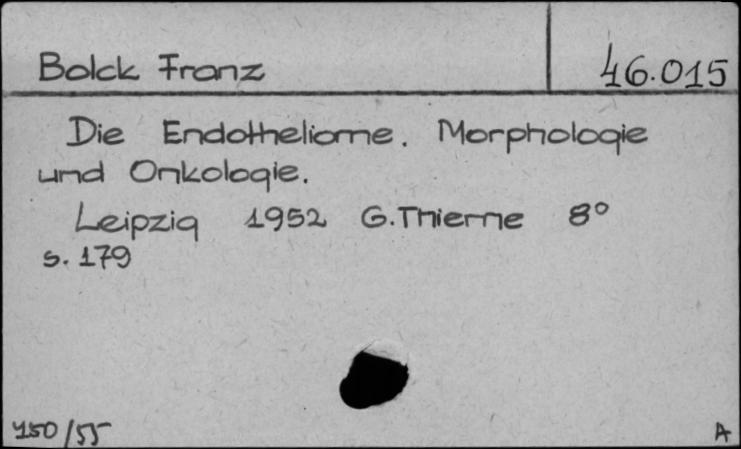 Bolck Franz 46.015
Die Endotheliome. Morphologie
und Onkologie.
Leipzig 1952 G.Thieme 8°
s. 179
150/55 A